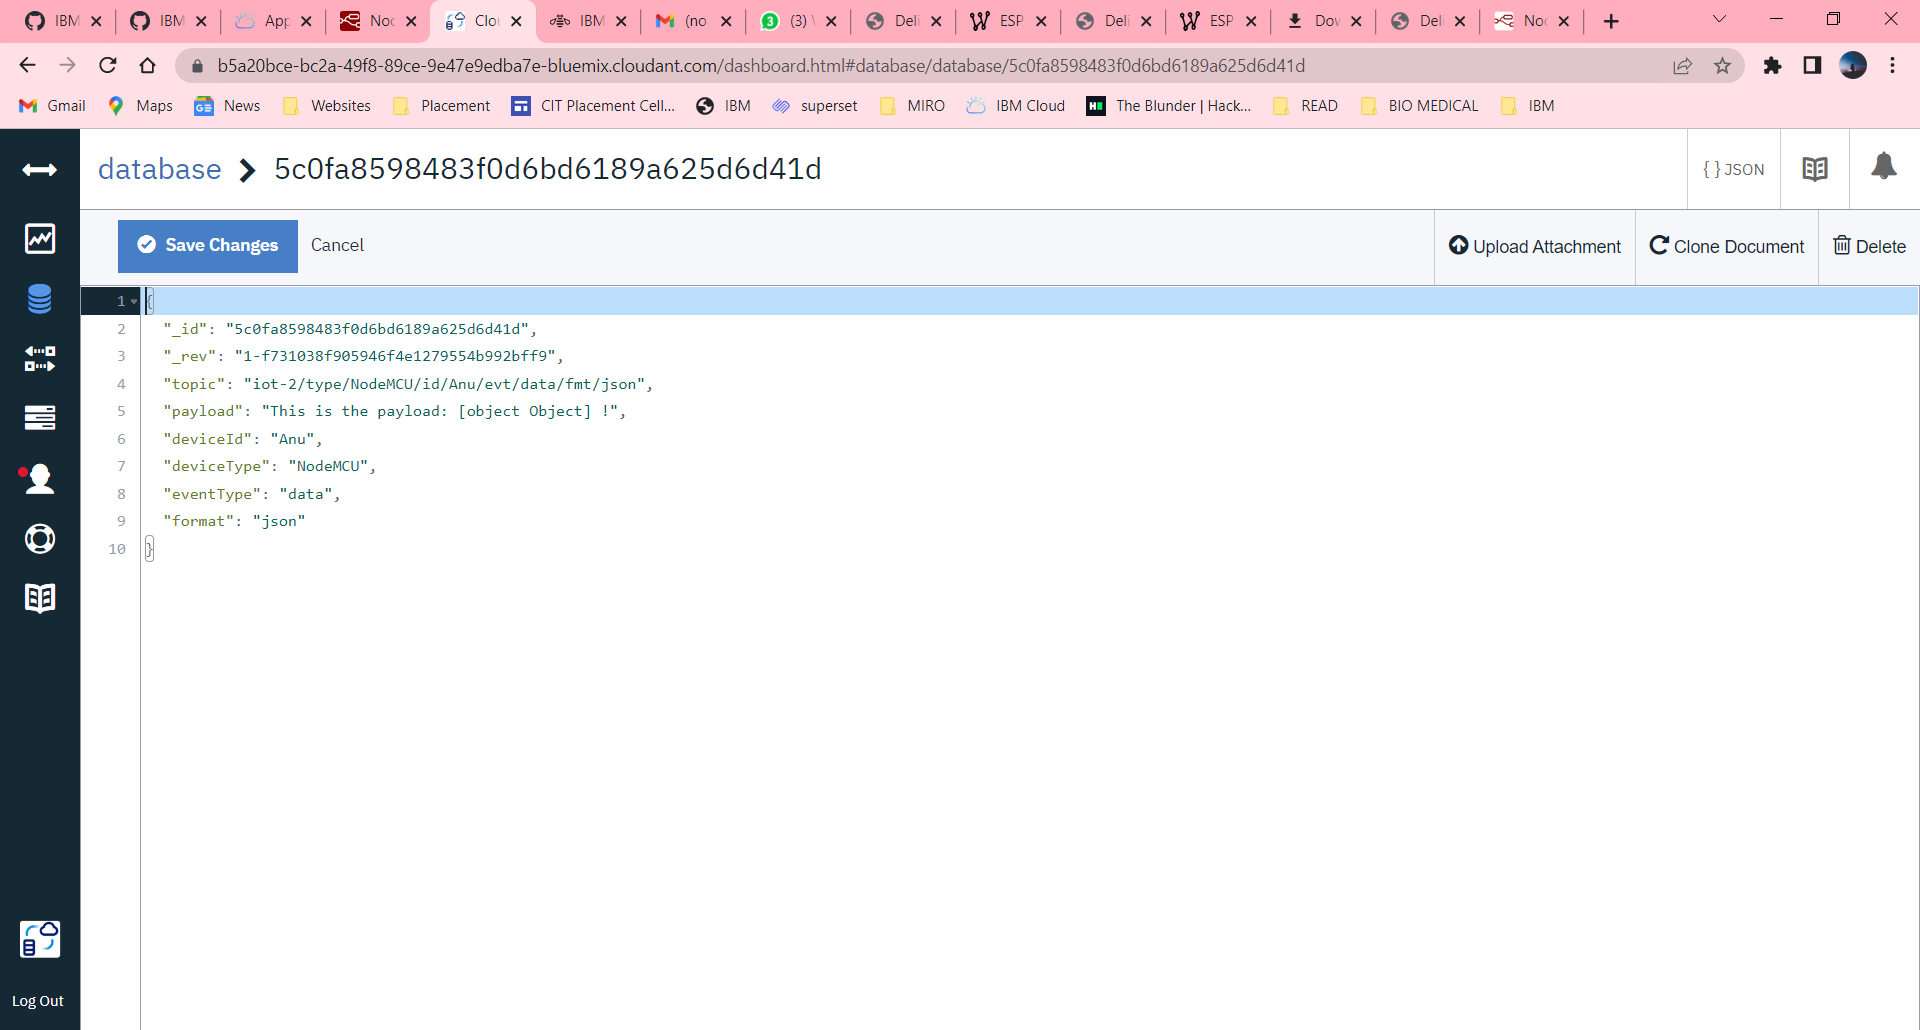 IBM IBM App Noc Clou IBM (no (3) Deli ESP Deli ESP Dov Deli Noc
b5a20bce-bc2a-49f8-89ce-9e47e9edba7e-bluemix.cloudant.com/dashboard.html#database/database/5c0fa8598483f0d6bd6189a625d6d41d
Gmail Maps News Websites Placement CIT Placement Cell... IBM superset MIRO IBM Cloud The Blunder | Hack... READ BIO MEDICAL IBM
database 5c0fa8598483f0d6bd6189a625d6d41d { } JSON
Save Changes Cancel Upload Attachment Clone Document Delete
1 {
2 "_id": "5c0fa8598483f0d6bd6189a625d6d41d",
3 "_rev": "1-f731038f905946f4e1279554b992bff9",
4 "topic": "iot-2/type/NodeMCU/id/Anu/evt/data/fmt/json",
5 "payload": "This is the payload: [object Object] !",
6 "deviceId": "Anu",
7 "deviceType": "NodeMCU",
8 "eventType": "data",
9 "format": "json"
10 }
Log Out